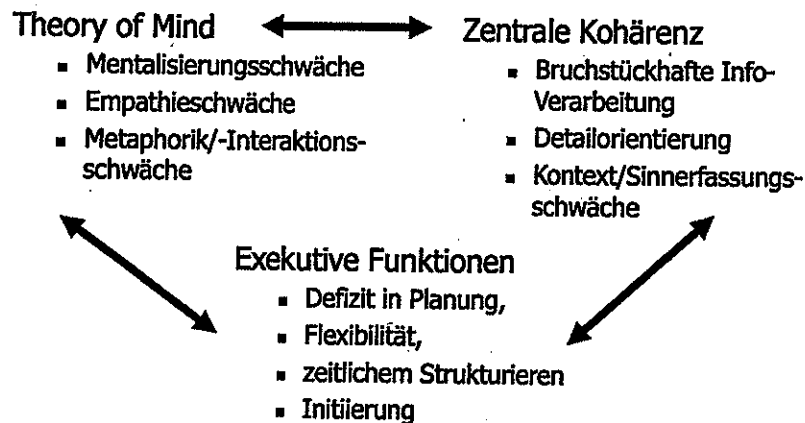 Theory of Mind
▪ Mentalisierungsschwäche
▪ Empathieschwäche
▪ Metaphorik/-Interaktions-
schwäche
Zentrale Kohärenz
▪ Bruchstückhafte Info-
Verarbeitung
▪ Detailorientierung
▪ Kontext/Sinnerfassungs-
schwäche
Exekutive Funktionen
▪ Defizit in Planung,
▪ Flexibilität,
▪ zeitlichem Strukturieren
▪ Initiierung